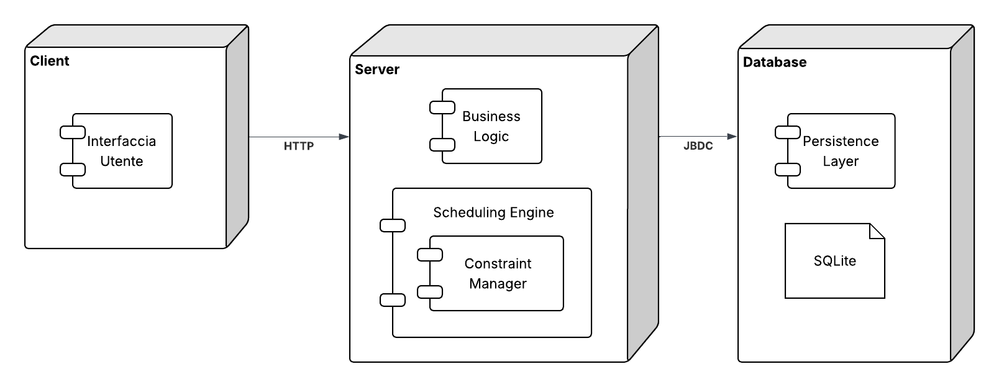 Client
Interfaccia
Utente
HTTP
Server
Business
Logic
Scheduling Engine
Constraint
Manager
JBDC
Database
Persistence
Layer
SQLite